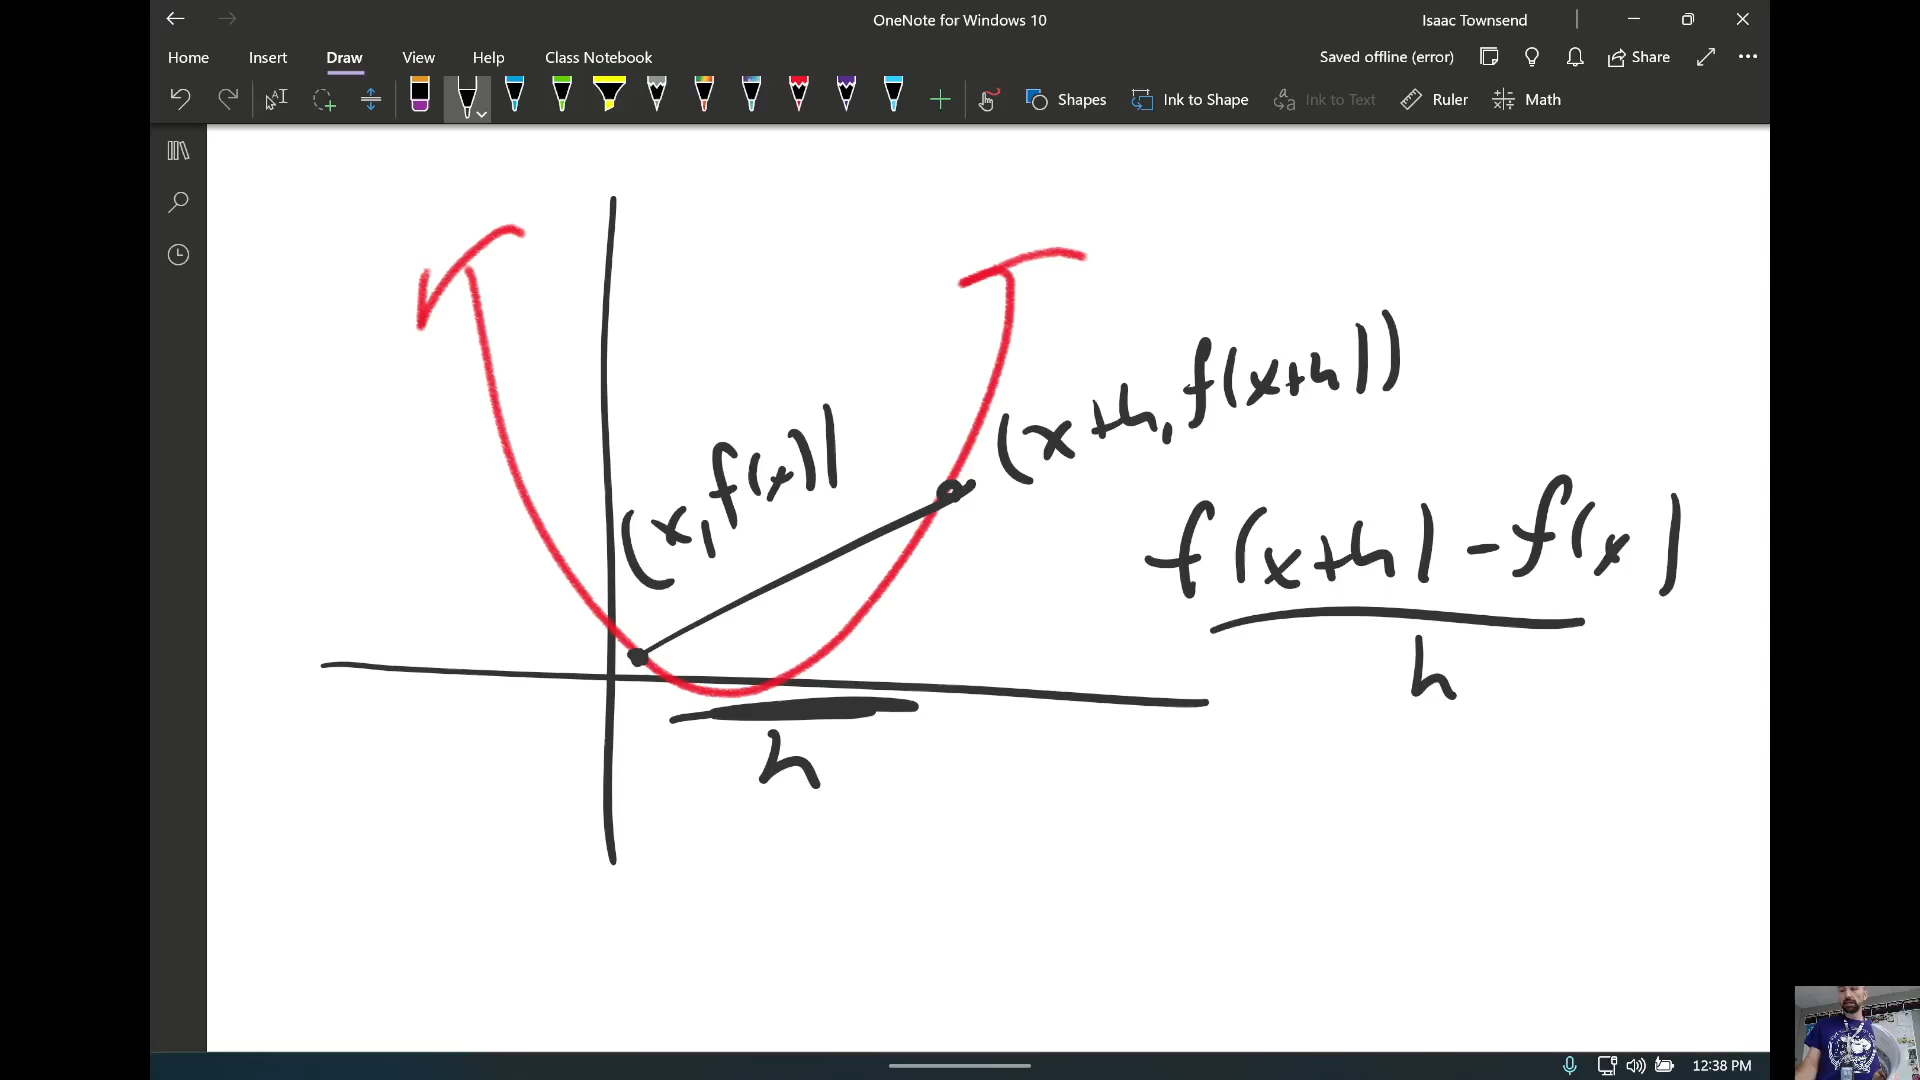 OneNote for Windows 10
Isaac Townsend
Home Insert Draw View Help Class Notebook
Saved offline (error) Share
Shapes Ink to Shape Ink to Text Ruler Math
(x+h, f(x+h))
(x, f(x))
f(x+h) - f(x)
h
h
12:38 PM